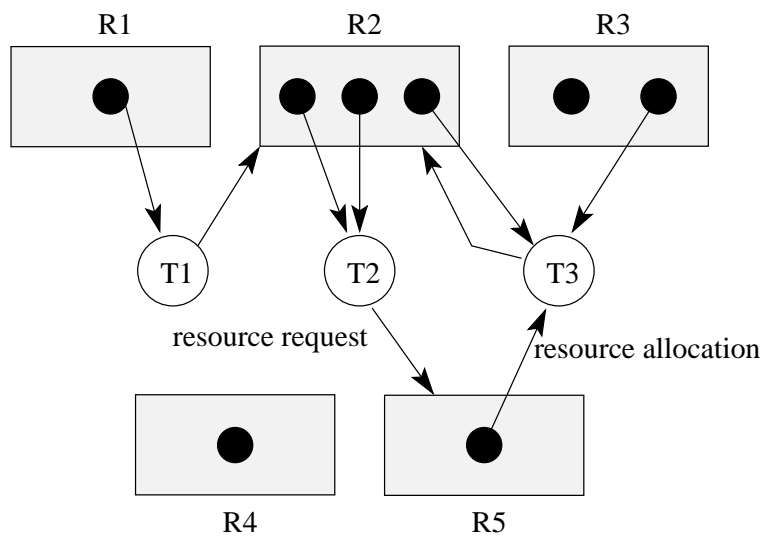 R1
R2
R3
T1
T2
T3
resource request
resource allocation
R4
R5